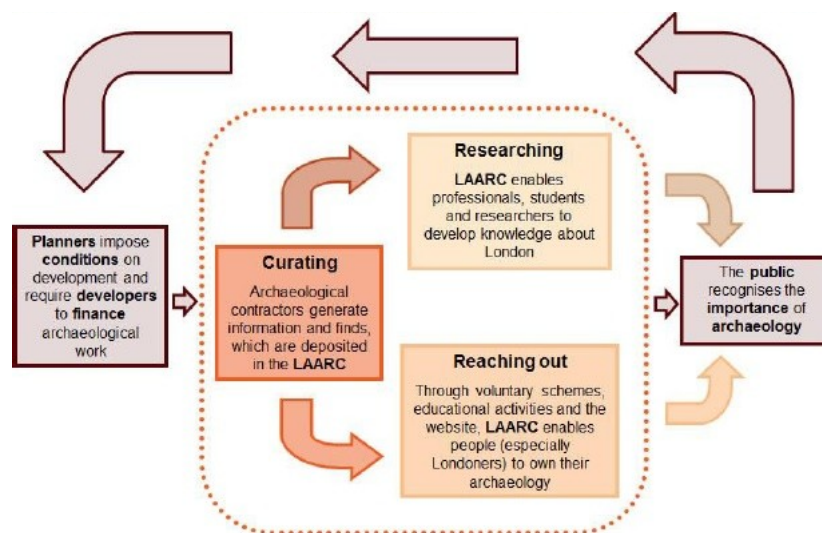 Planners impose
conditions on
development and
require developers
to finance
archaeological
work
Curating
Archaeological
contractors generate
information and finds,
which are deposited
in the LAARC
Researching
LAARC enables
professionals, students
and researchers to
develop knowledge about
London
Reaching out
Through voluntary schemes,
educational activities and the
website, LAARC enables
people (especially
Londoners) to own their
archaeology
The public
recognises the
importance of
archaeology